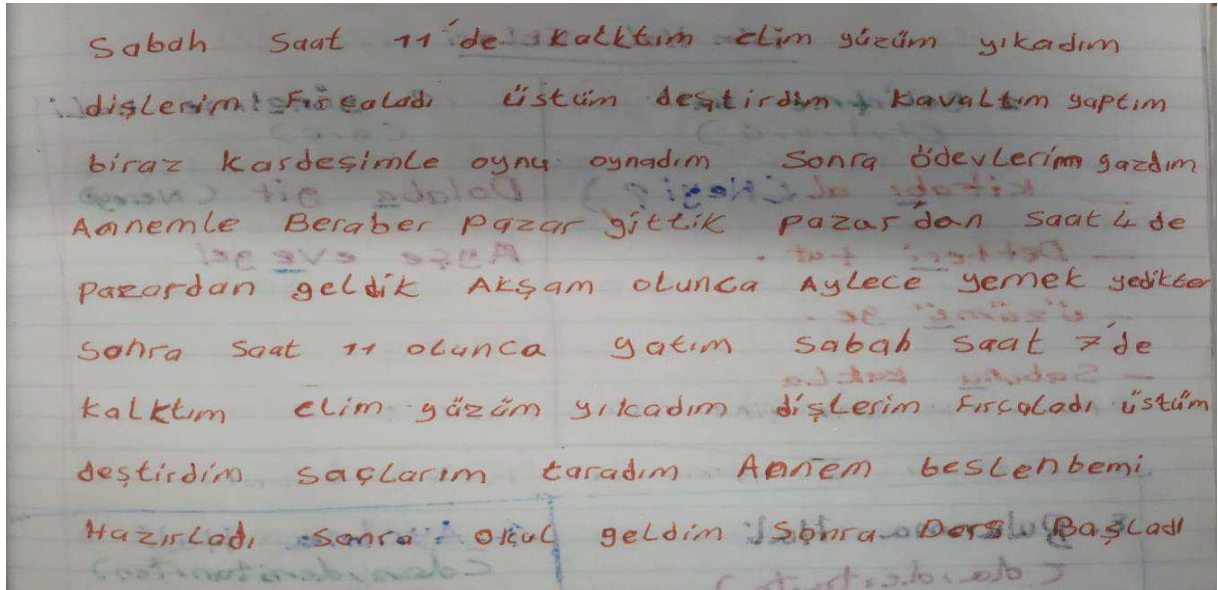 Sabah Saat 11'de kalktım elim yüzüm yıkadım
dişlerim Fırçaladı üstüm deştirdim kavaltım yaptım
biraz kardeşimle oynu oynadım Sonra ödevlerim yazdım
Annemle Beraber pazar gittik pazar'dan saat 4 de
pazardan geldik Akşam olunca Aylece yemek yedikter
sonra saat 11 olunca yatım sabah saat 7'de
kalktım elim yüzüm yıkadım dişlerim Fırçaladı üstüm
deştirdim saçlarım taradım Annem beslenbemi
Hazırladı sonra okul geldim Sonra Ders Başladı